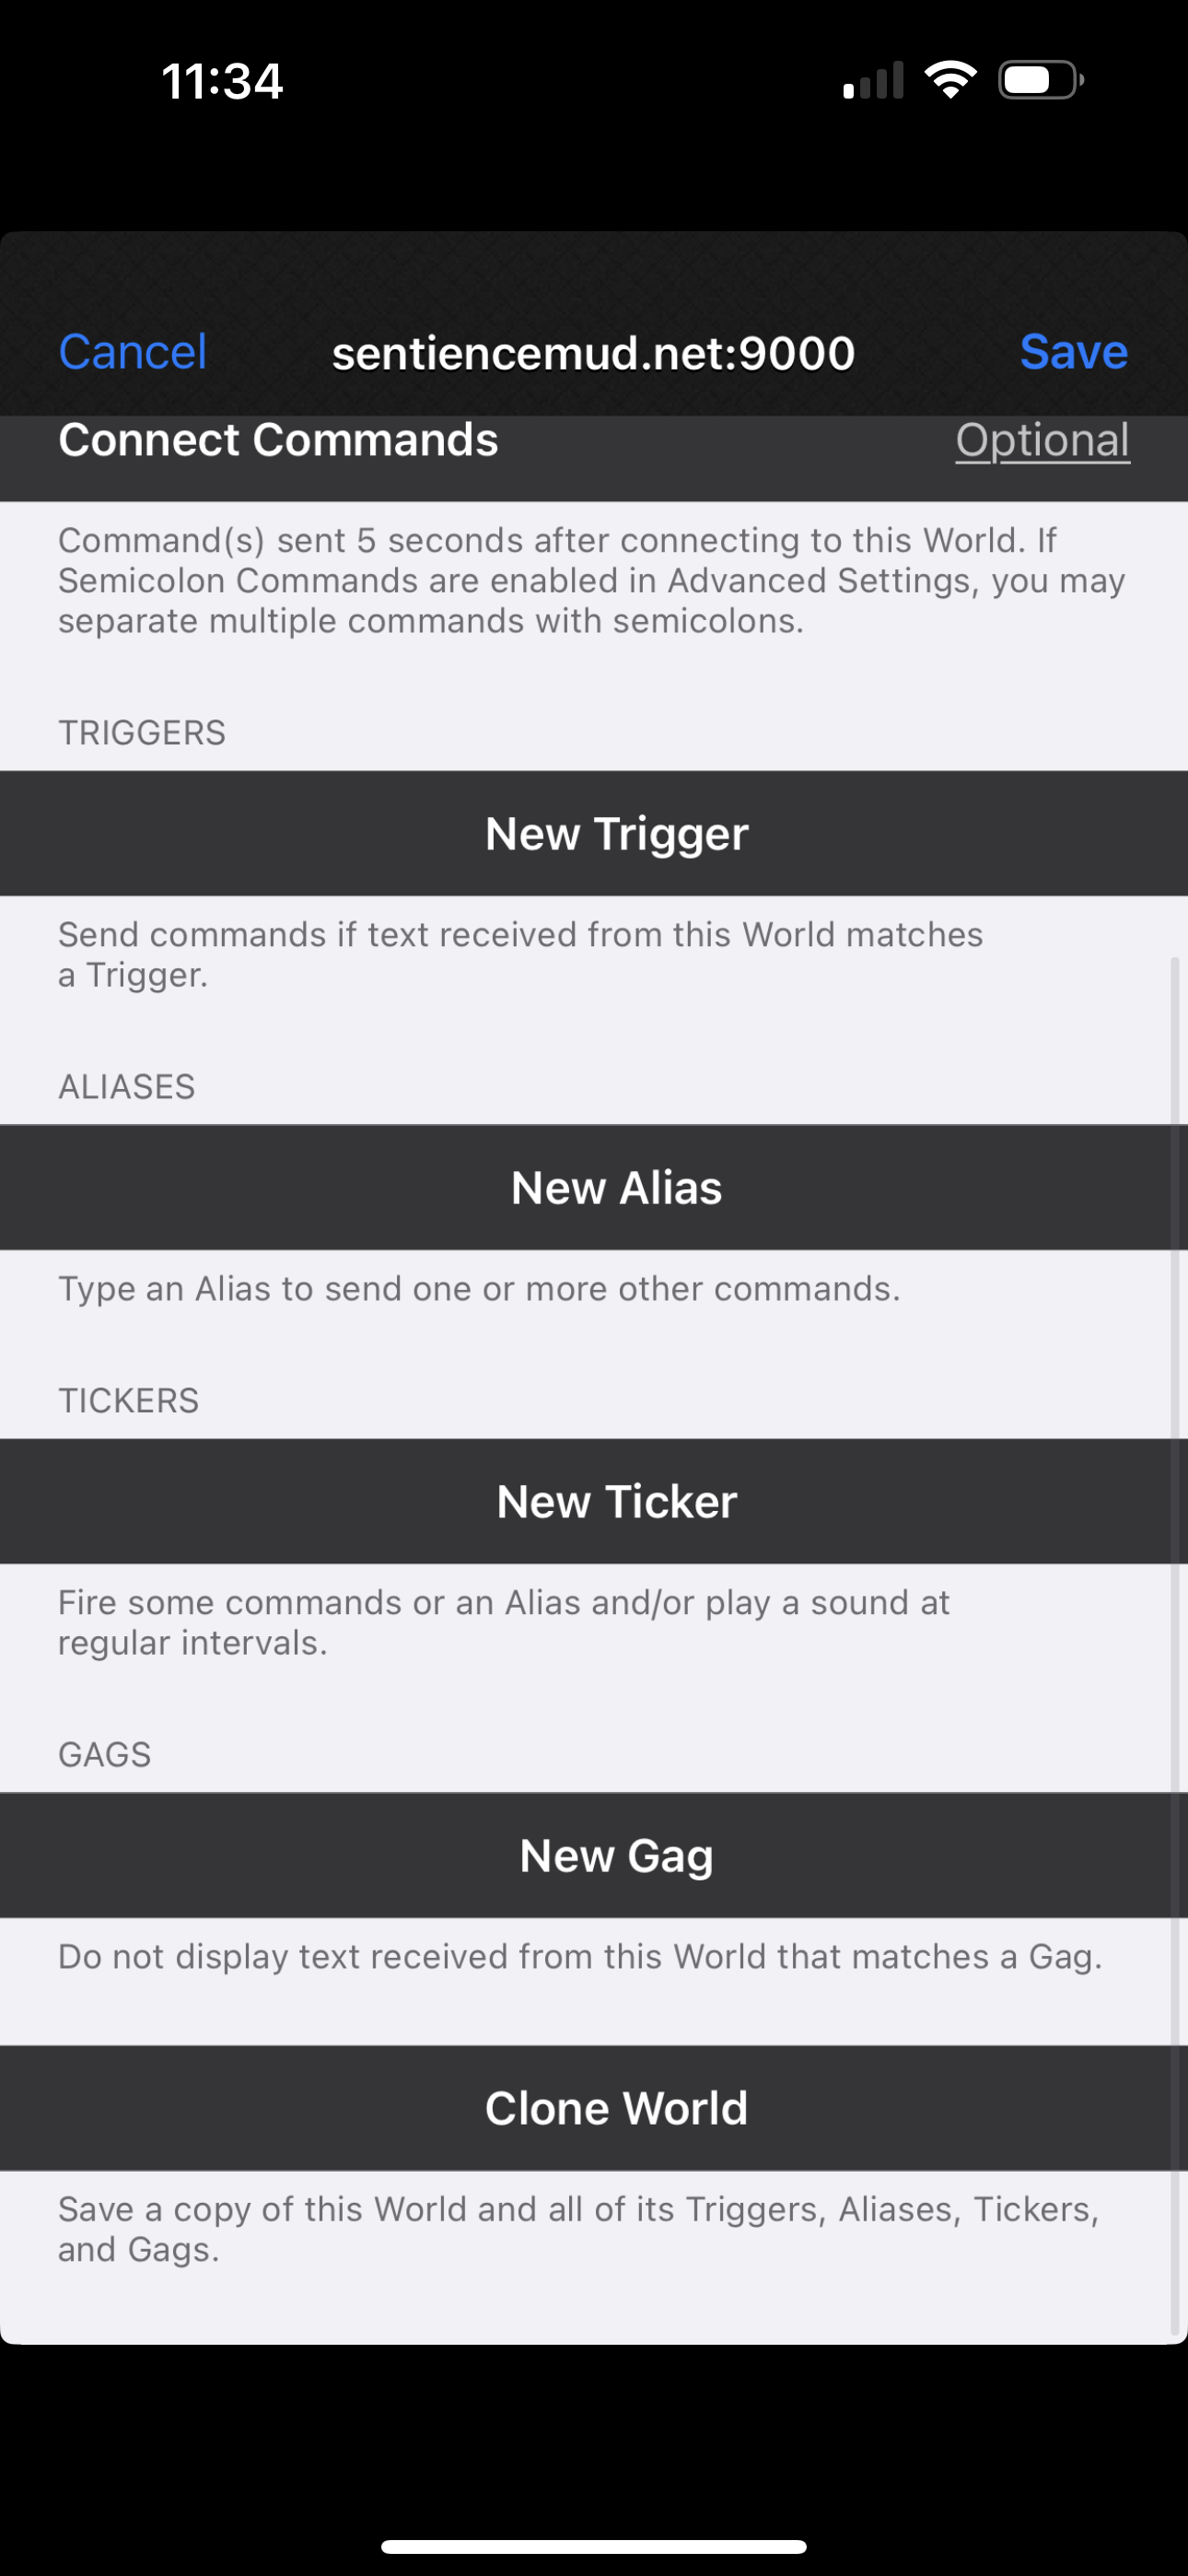 11:34
Cancel sentiencemud.net:9000 Save
Connect Commands Optional
Command(s) sent 5 seconds after connecting to this World. If
Semicolon Commands are enabled in Advanced Settings, you may
separate multiple commands with semicolons.
TRIGGERS
New Trigger
Send commands if text received from this World matches
a Trigger.
ALIASES
New Alias
Type an Alias to send one or more other commands.
TICKERS
New Ticker
Fire some commands or an Alias and/or play a sound at
regular intervals.
GAGS
New Gag
Do not display text received from this World that matches a Gag.
Clone World
Save a copy of this World and all of its Triggers, Aliases, Tickers,
and Gags.